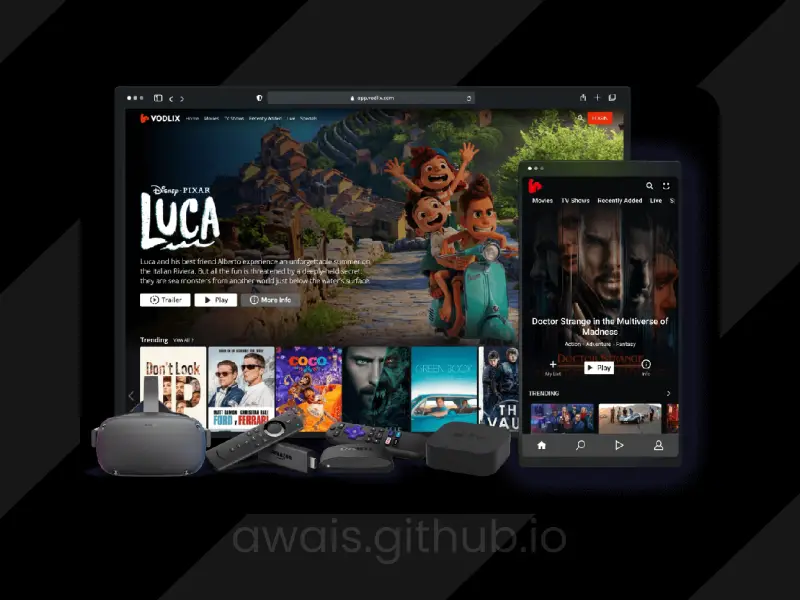 app.vodlix.com
VODLIX Home Movies TV Shows Recently Added Live Specials
LOGIN
Disney · PIXAR
LUCA
Luca and his best friend Alberto experience an unforgettable summer on
the Italian Riviera. But all the fun is threatened by a deeply-held secret:
they are sea monsters from another world just below the water's surface.
Trailer Play More Info
Trending View All
Don't Look
UP
MATT DAMON CHRISTIAN BALE
FORD v FERRARI
COCO
GREEN BOOK
THE
VAULT
Movies TV Shows Recently Added Live
Doctor Strange in the Multiverse of
Madness
Action · Adventure · Fantasy
DOCTOR STRANGE
My List Play Info
TRENDING
amazon
awais.github.io